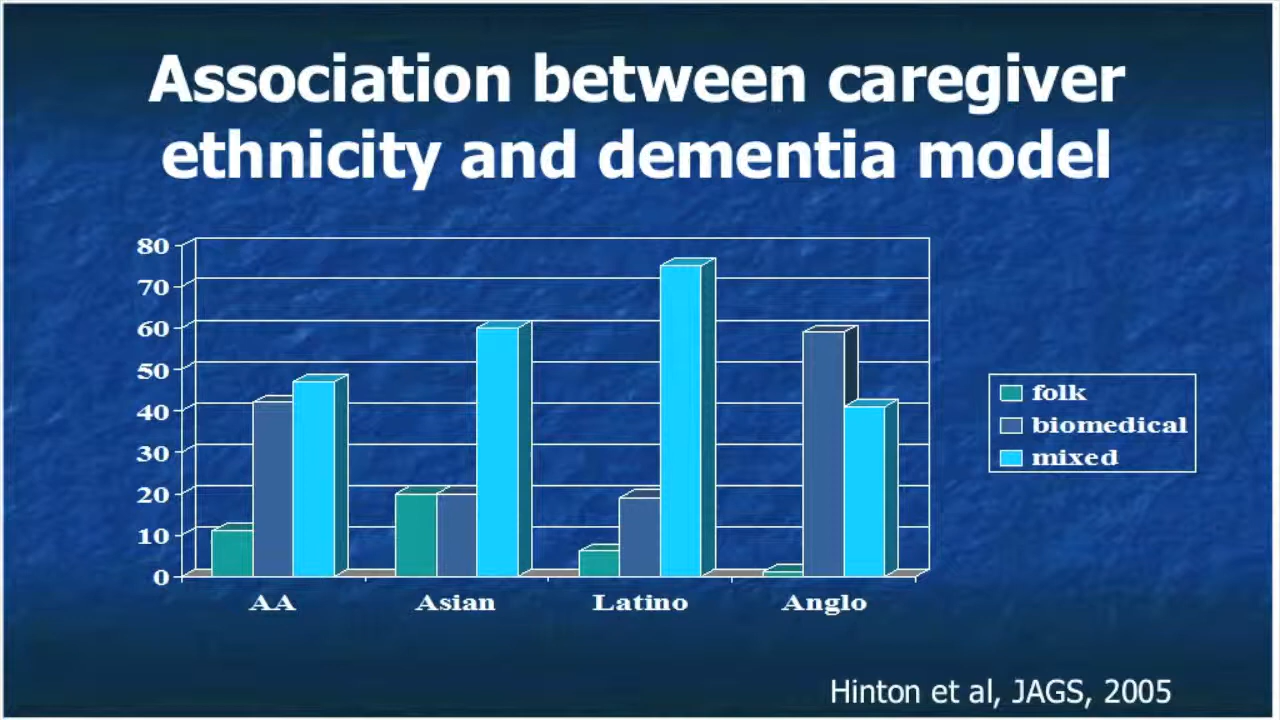 Association between caregiver
ethnicity and dementia model
80
70
60
50
40
30
20
10
0
AA Asian Latino Anglo
folk
biomedical
mixed
Hinton et al, JAGS, 2005